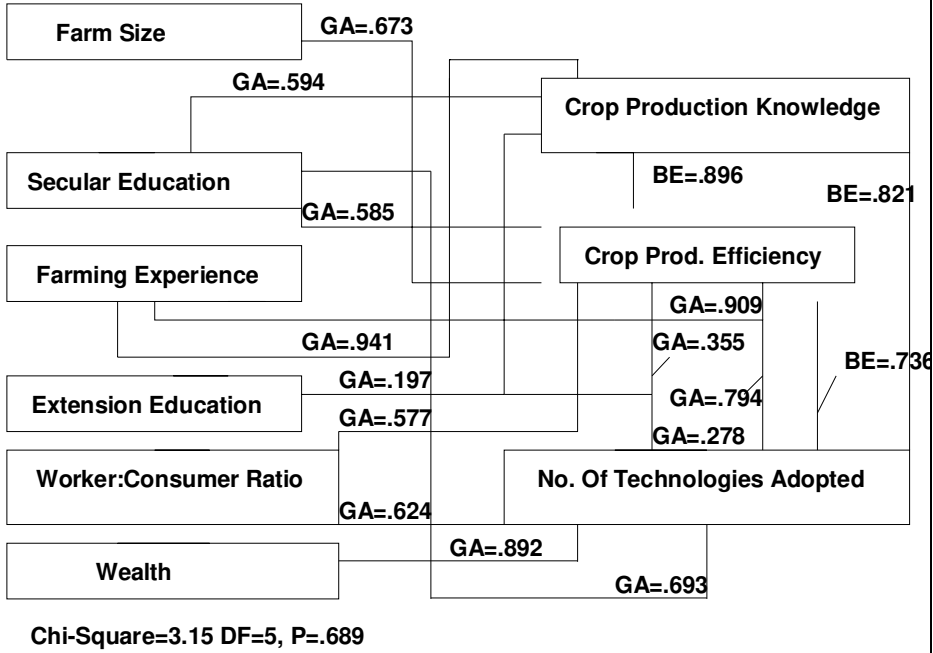 Farm Size
GA=.673
GA=.594
Crop Production Knowledge
Secular Education
BE=.896
BE=.821
GA=.585
Farming Experience
Crop Prod. Efficiency
GA=.909
GA=.941
GA=.355
BE=.736
GA=.197
Extension Education
GA=.794
GA=.577
GA=.278
Worker:Consumer Ratio
No. Of Technologies Adopted
GA=.624
GA=.892
Wealth
GA=.693
Chi-Square=3.15 DF=5, P=.689